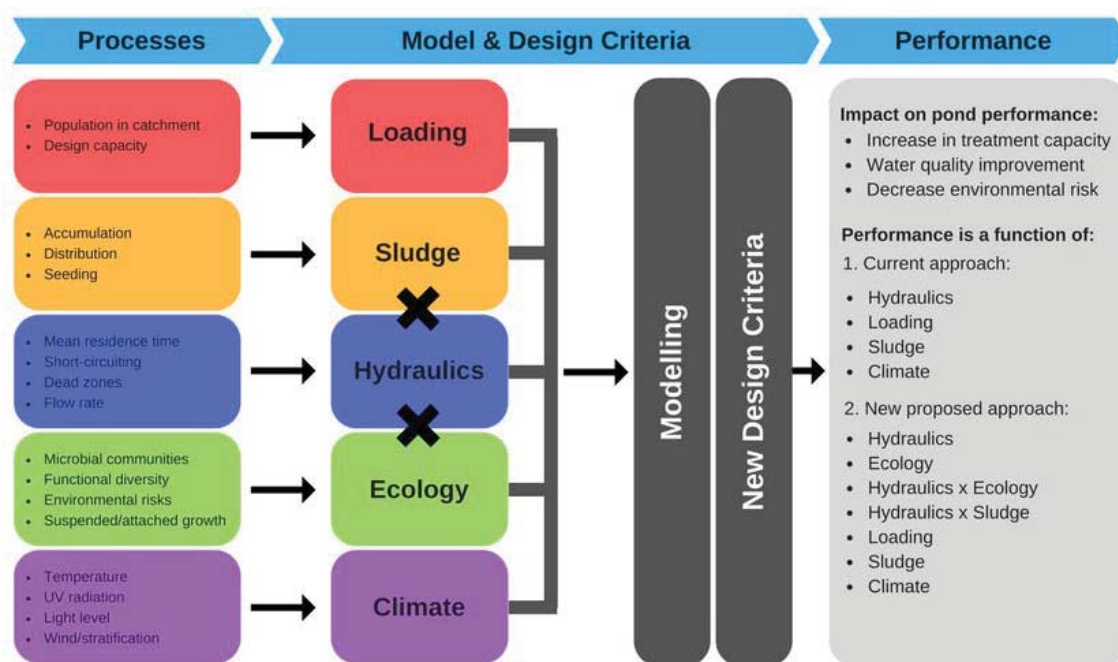 Processes
Model & Design Criteria
Performance
• Population in catchment
• Design capacity
Loading
• Accumulation
• Distribution
• Seeding
Sludge
• Mean residence time
• Short-circuiting
• Dead zones
• Flow rate
Hydraulics
• Microbial communities
• Functional diversity
• Environmental risks
• Suspended/attached growth
Ecology
• Temperature
• UV radiation
• Light level
• Wind/stratification
Climate
Modelling
New Design Criteria
Impact on pond performance:
• Increase in treatment capacity
• Water quality improvement
• Decrease environmental risk
Performance is a function of:
1. Current approach:
• Hydraulics
• Loading
• Sludge
• Climate
2. New proposed approach:
• Hydraulics
• Ecology
• Hydraulics x Ecology
• Hydraulics x Sludge
• Loading
• Sludge
• Climate